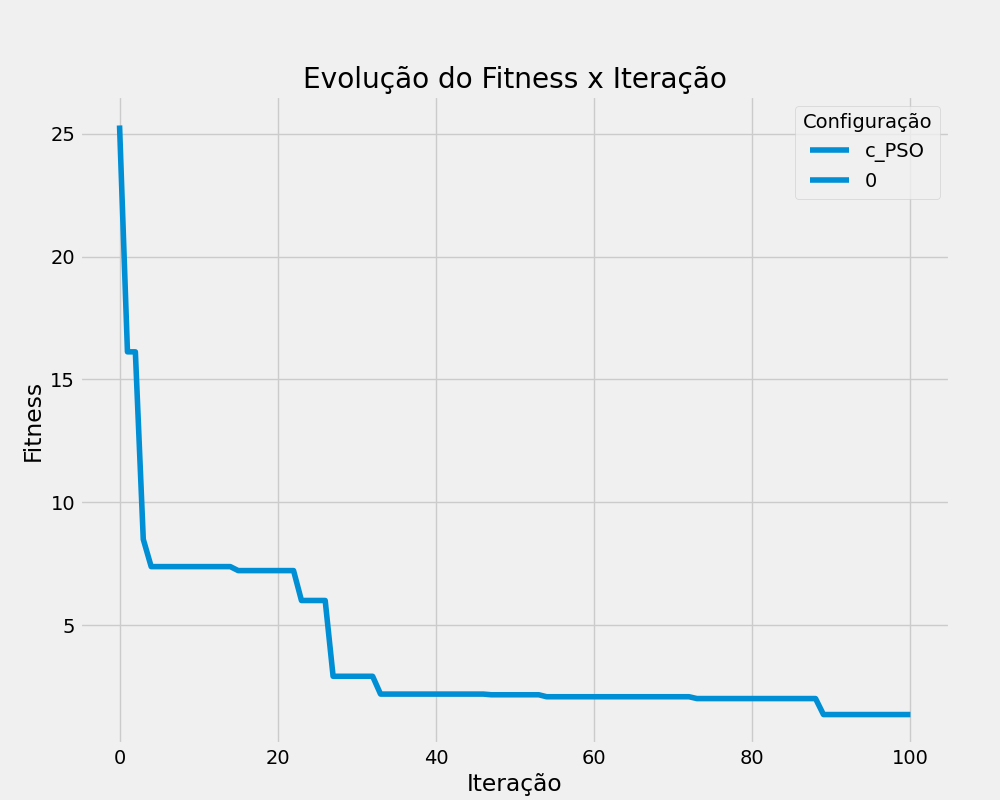 Evolução do Fitness x Iteração
Configuração
c_PSO
0
Fitness
25
20
15
10
5
0 20 40 60 80 100
Iteração